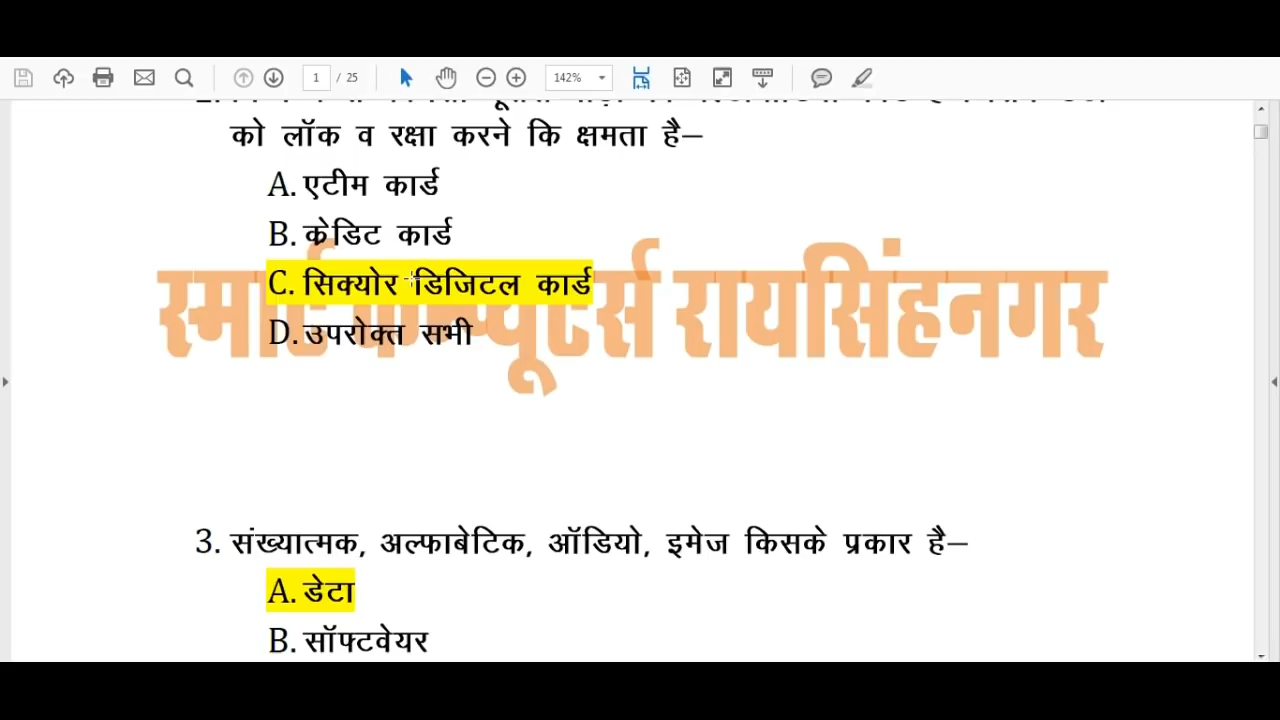 1 / 25
142%
को लॉक व रक्षा करने कि क्षमता है–
A. एटीम कार्ड
B. क्रेडिट कार्ड
C. सिक्योर डिजिटल कार्ड
D. उपरोक्त सभी
स्मार्ट कम्प्यूटर्स रायसिंहनगर
3. संख्यात्मक, अल्फाबेटिक, ऑडियो, इमेज किसके प्रकार है–
A. डेटा
B. सॉफ्टवेयर